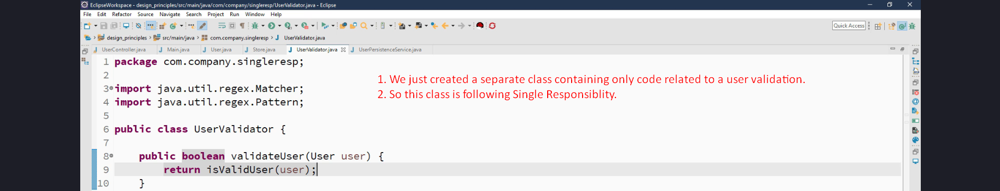 EclipseWorkspace - design_principles/src/main/java/com/company/singleresp/UserValidator.java - Eclipse
File Edit Refactor Source Navigate Search Project Run Window Help
Quick Access
design_principles src/main/java com.company.singleresp UserValidator.java
UserController.java Main.java User.java Store.java UserValidator.java UserPersistenceService.java
1 package com.company.singleresp;
2
3 import java.util.regex.Matcher;
4 import java.util.regex.Pattern;
5
6 public class UserValidator {
7
8 public boolean validateUser(User user) {
9 return isValidUser(user);
10 }
1. We just created a separate class containing only code related to a user validation.
2. So this class is following Single Responsiblity.